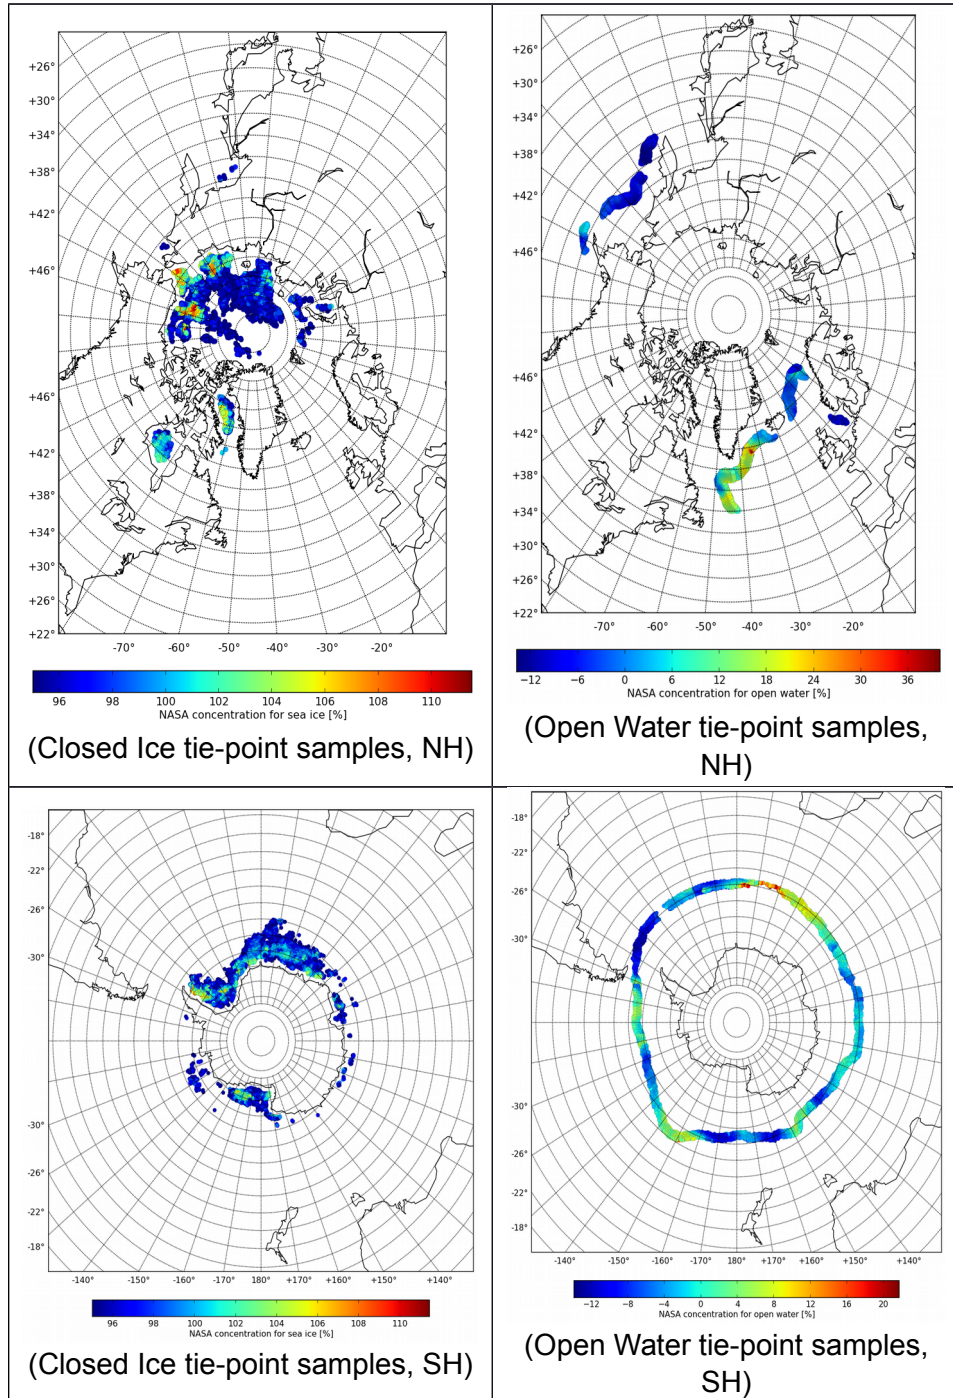 +26°
+30°
+34°
+38°
+42°
+46°
+46°
+42°
+38°
+34°
+30°
+26°
+22°
-70° -60° -50° -40° -30° -20°
96 98 100 102 104 106 108 110
NASA concentration for sea ice [%]
(Closed Ice tie-point samples, NH)
+26°
+30°
+34°
+38°
+42°
+46°
+46°
+42°
+38°
+34°
+30°
+26°
+22°
-70° -60° -50° -40° -30° -20°
−12 −6 0 6 12 18 24 30 36
NASA concentration for open water [%]
(Open Water tie-point samples,
NH)
-18°
-22°
-26°
-30°
-30°
-26°
-22°
-18°
-140° -150° -160° -170° -180° +170° +160° +150° +140°
96 98 100 102 104 106 108 110
NASA concentration for sea ice [%]
(Closed Ice tie-point samples, SH)
-18°
-22°
-26°
-30°
-30°
-26°
-22°
-18°
-140° -150° -160° -170° -180° +170° +160° +150° +140°
−12 −8 −4 0 4 8 12 16 20
NASA concentration for open water [%]
(Open Water tie-point samples,
SH)